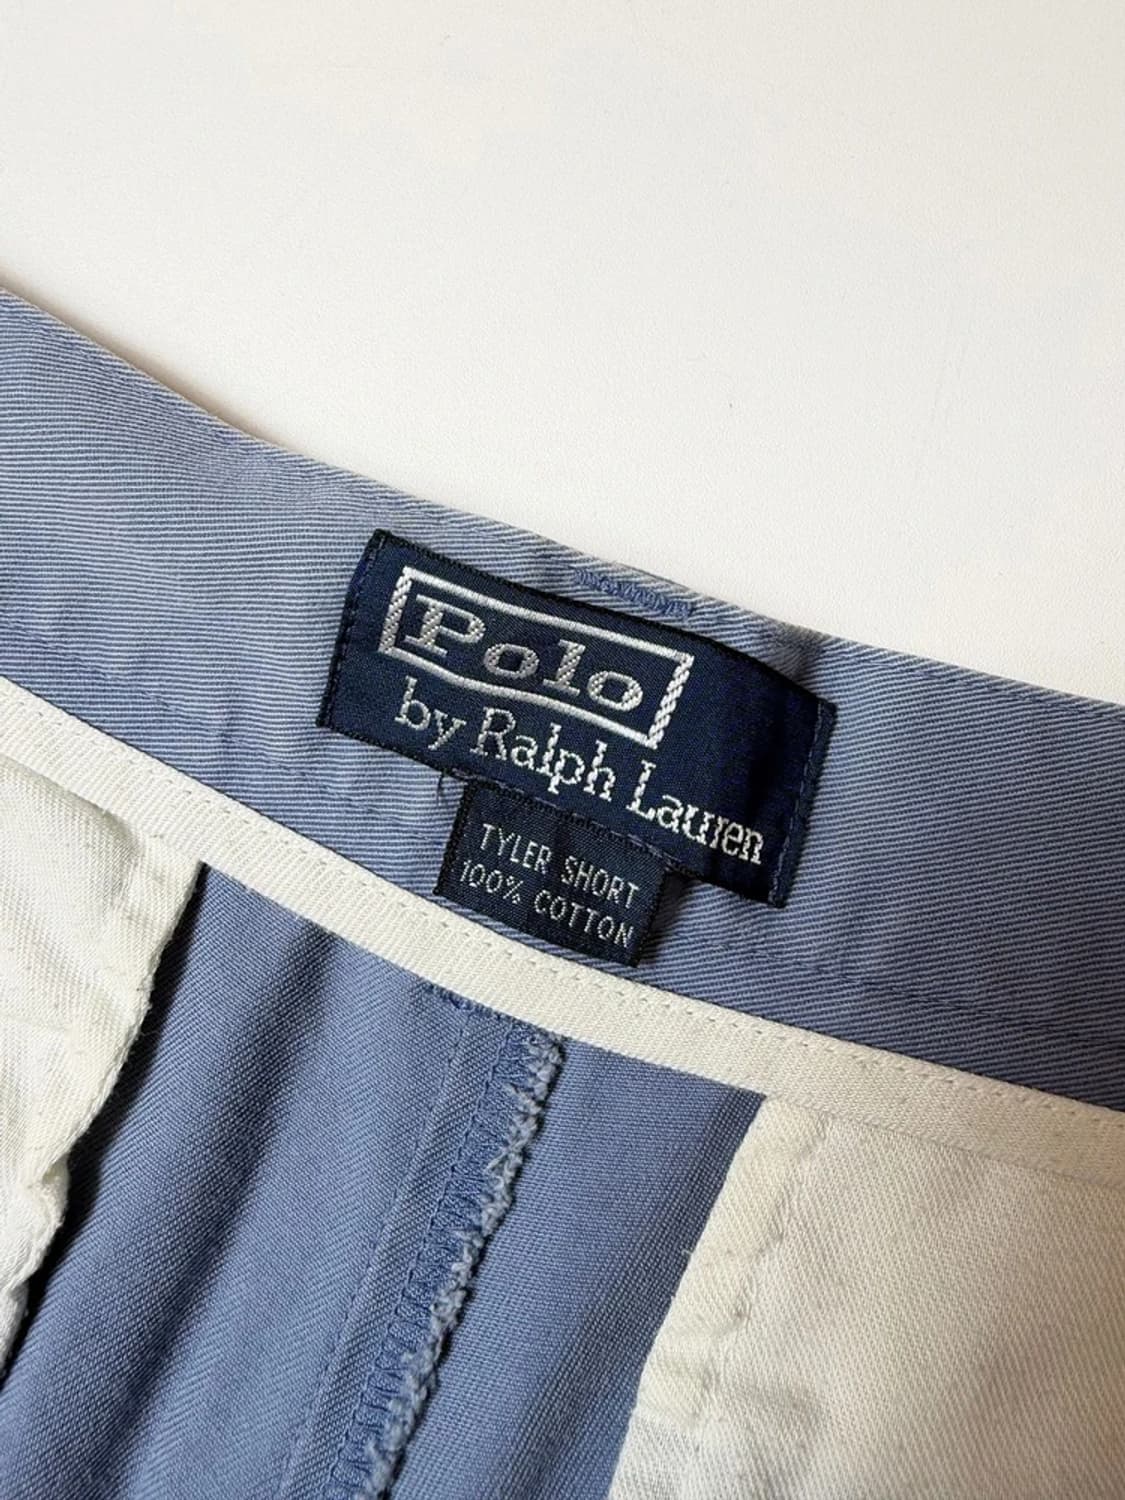 Polo
by Ralph Lauren
TYLER SHORT
100% COTTON